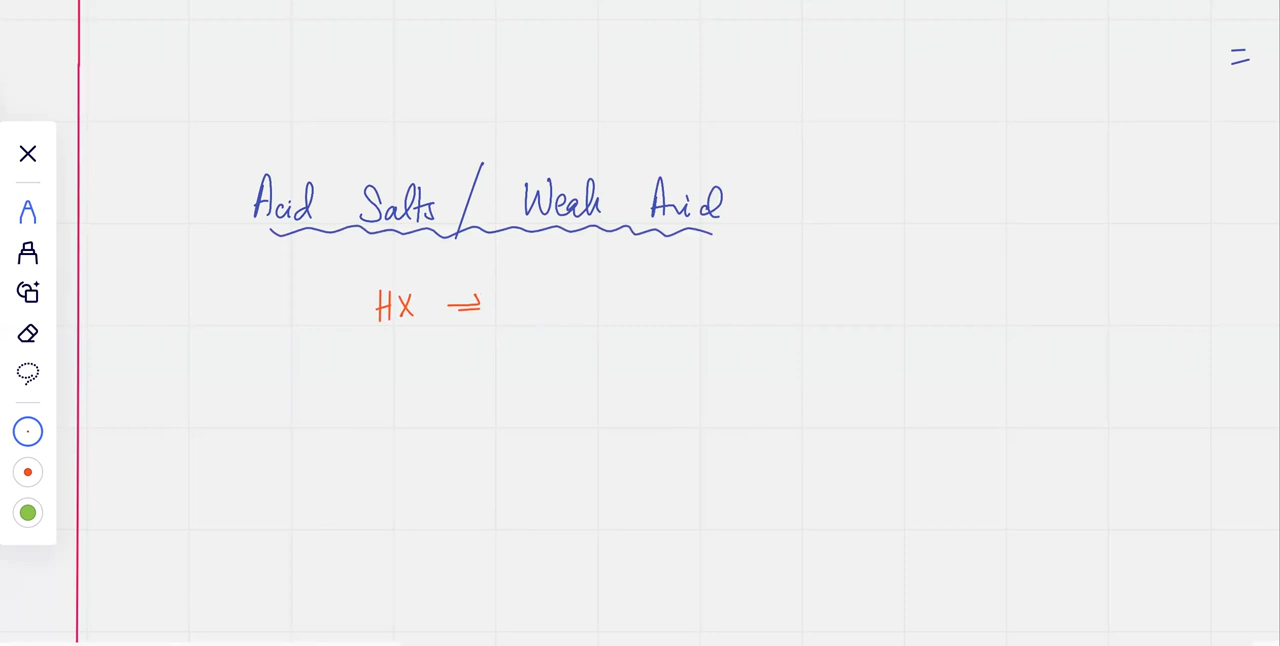 =
Acid Salts / Weak Acid
HX ⇌